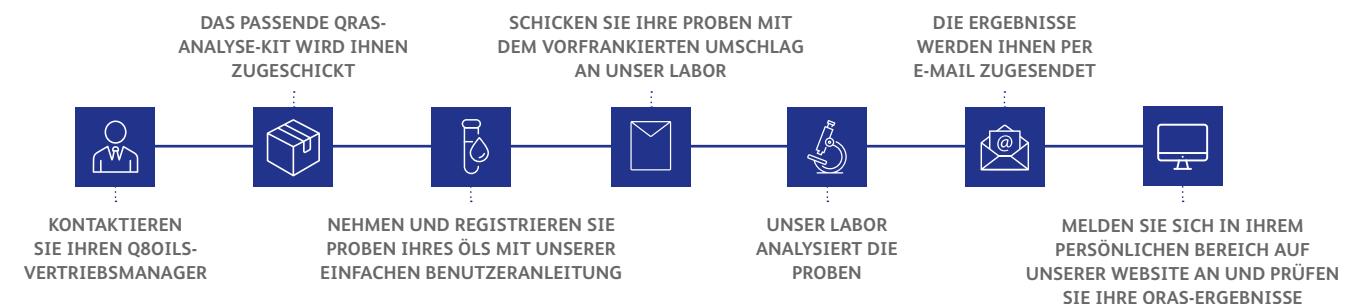 KONTAKTIEREN
SIE IHREN Q8OILS-
VERTRIEBSMANAGER
DAS PASSENDE QRAS-
ANALYSE-KIT WIRD IHNEN
ZUGESCHICKT
NEHMEN UND REGISTRIEREN SIE
PROBEN IHRES ÖLS MIT UNSERER
EINFACHEN BENUTZERANLEITUNG
SCHICKEN SIE IHRE PROBEN MIT
DEM VORFRANKIERTEN UMSCHLAG
AN UNSER LABOR
UNSER LABOR
ANALYSIERT DIE
PROBEN
DIE ERGEBNISSE
WERDEN IHNEN PER
E-MAIL ZUGESENDET
@
MELDEN SIE SICH IN IHREM
PERSÖNLICHEN BEREICH AUF
UNSERER WEBSITE AN UND PRÜFEN
SIE IHRE QRAS-ERGEBNISSE